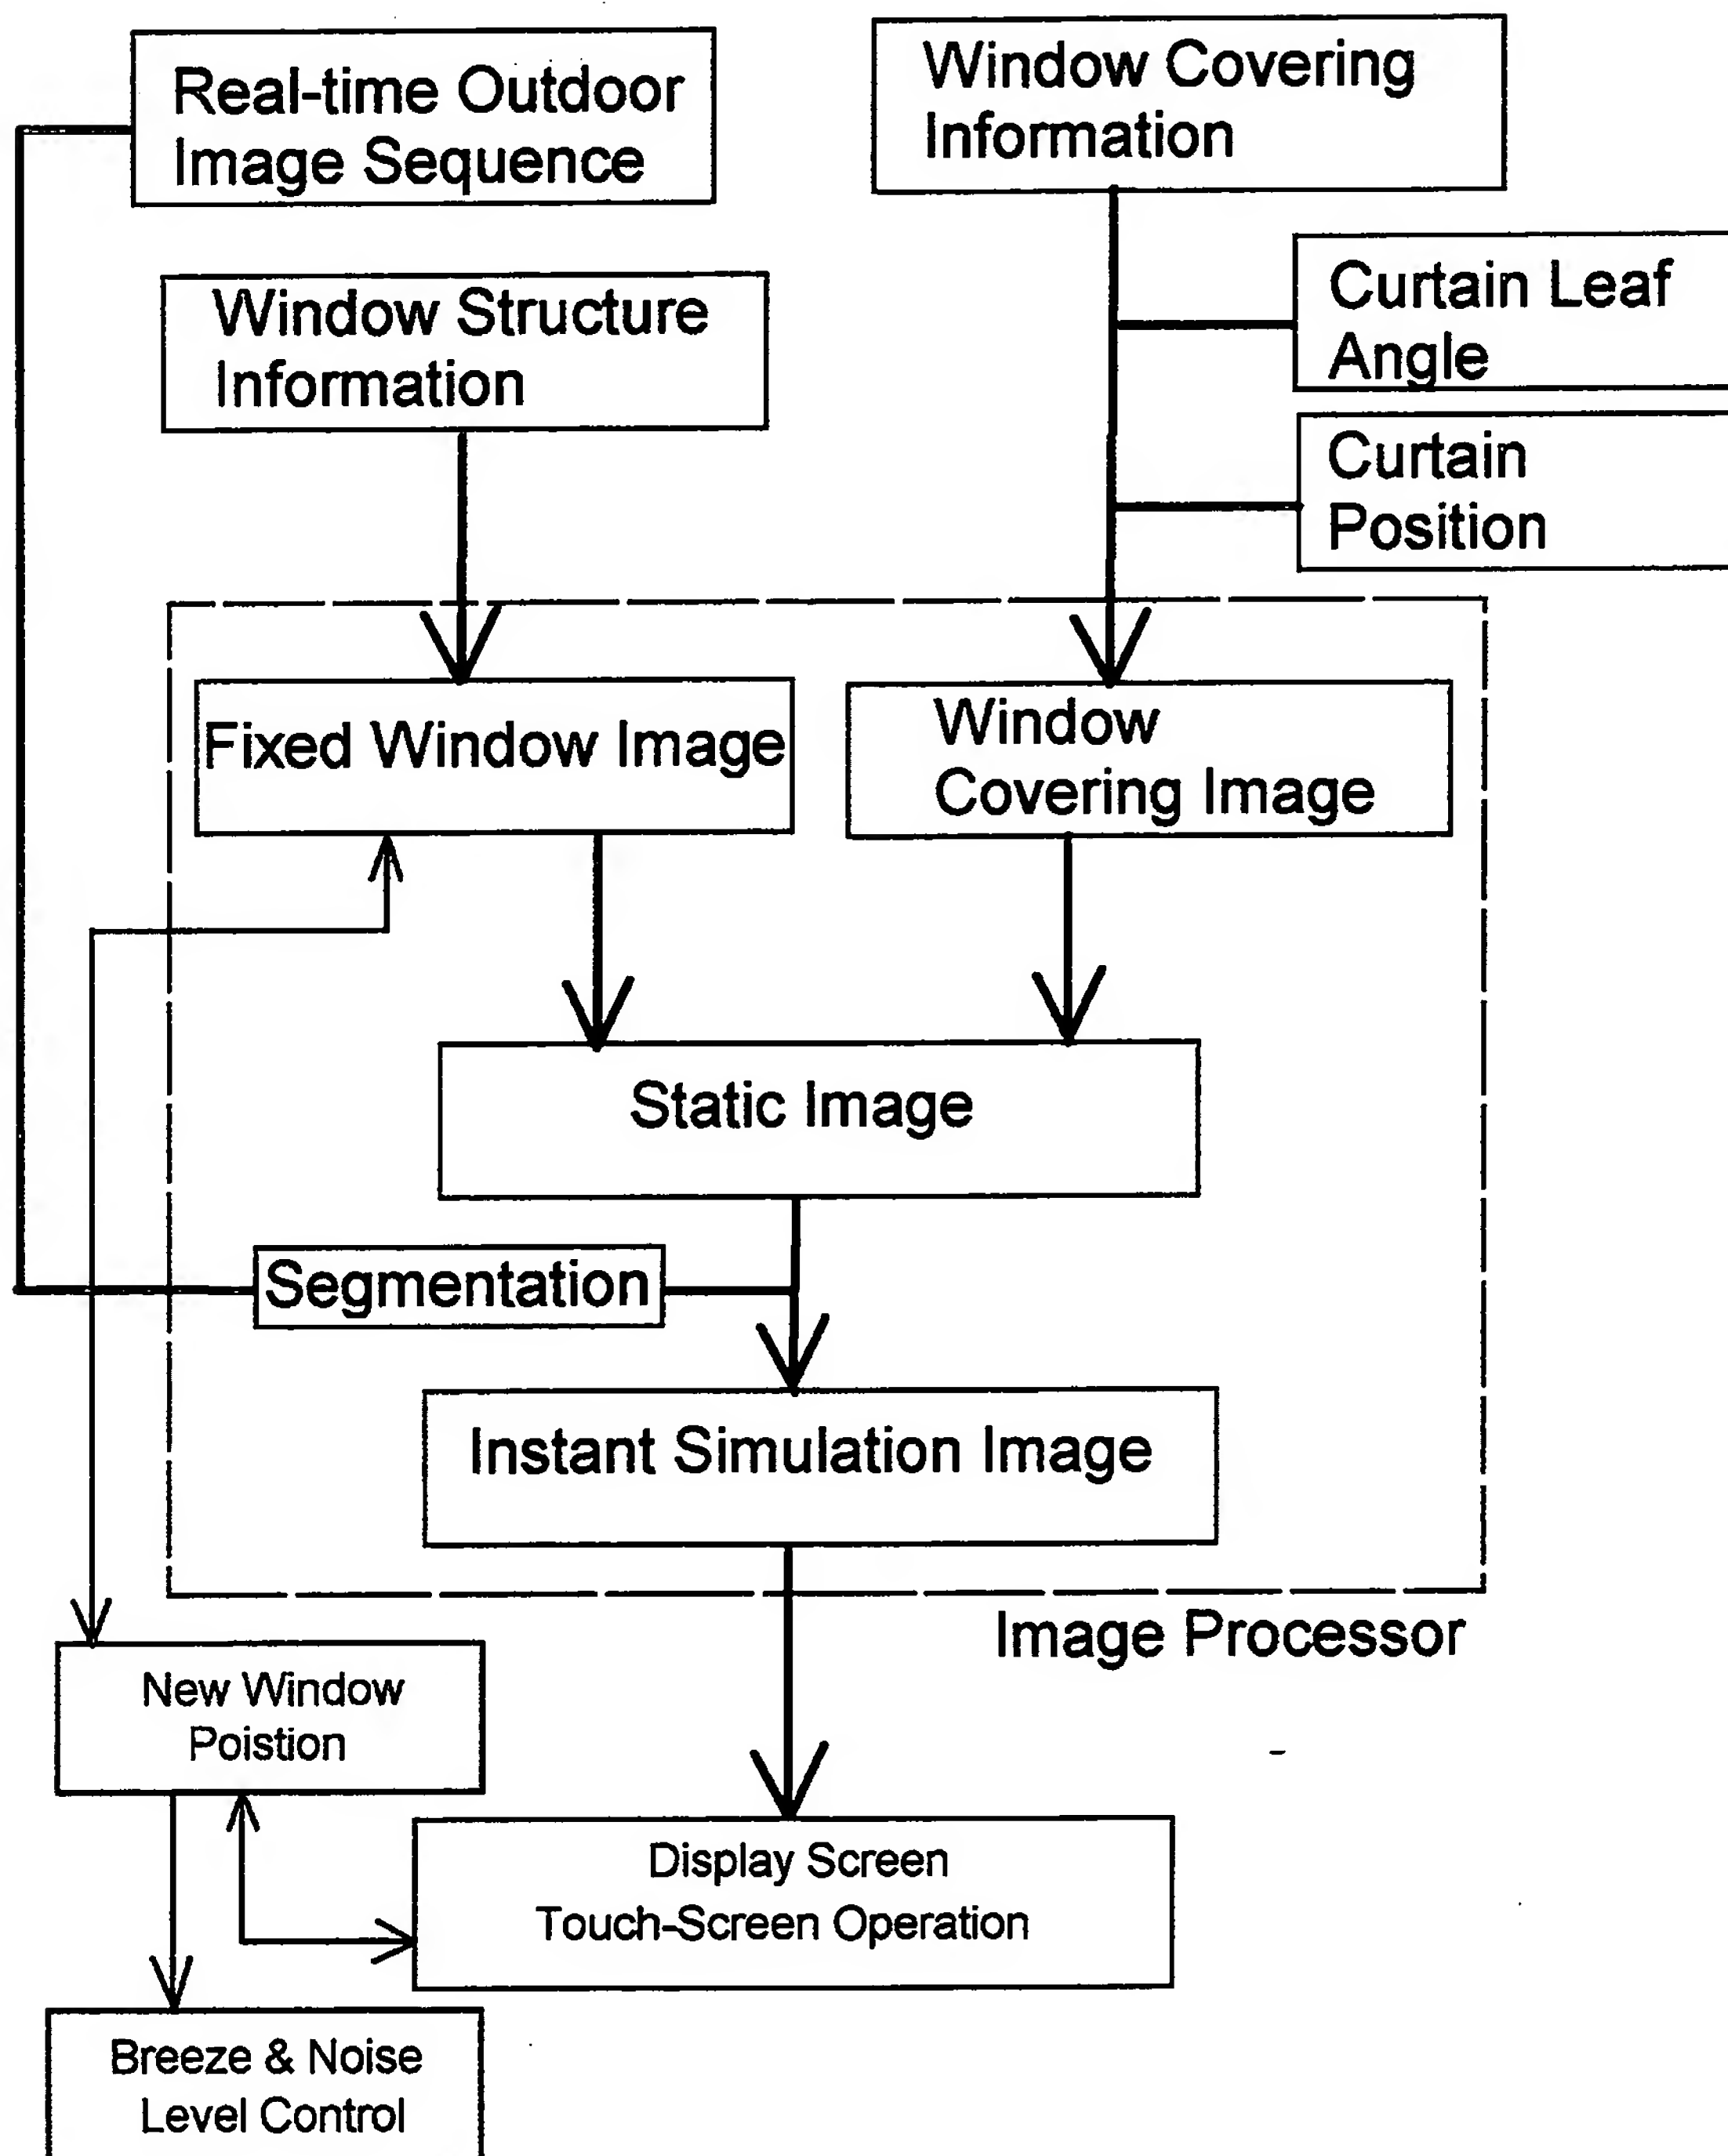 Real-time Outdoor
Image Sequence
Window Covering
Information
Window Structure
Information
Curtain Leaf
Angle
Curtain
Position
Fixed Window Image
Window
Covering Image
Static Image
Segmentation
Instant Simulation Image
Image Processor
New Window
Poistion
Display Screen
Touch-Screen Operation
Breeze & Noise
Level Control